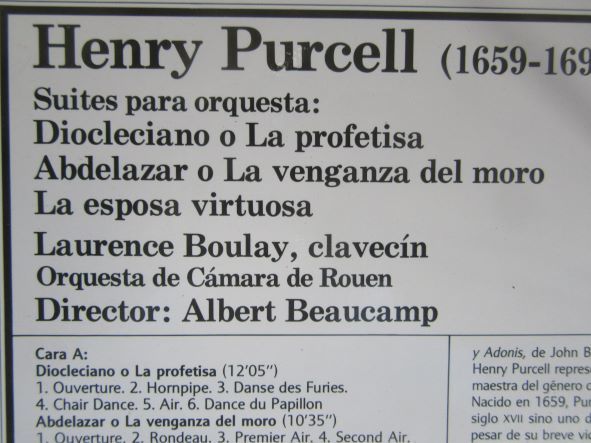 Henry Purcell (1659-169
Suites para orquesta:
Diocleciano o La profetisa
Abdelazar o La venganza del moro
La esposa virtuosa
Laurence Boulay, clavecín
Orquesta de Cámara de Rouen
Director: Albert Beaucamp
Cara A:
Diocleciano o La profetisa (12'05")
1. Ouverture. 2. Hornpipe. 3. Danse des Furies.
4. Chair Dance. 5. Air. 6. Dance du Papillon
Abdelazar o La venganza del moro (10'35")
1. Ouverture. 2. Rondeau. 3. Premier Air. 4. Second Air.
y Adonis, de John B
Henry Purcell repres
maestra del género d
Nacido en 1659, Pur
siglo XVII sino uno d
pesar de su breve vi